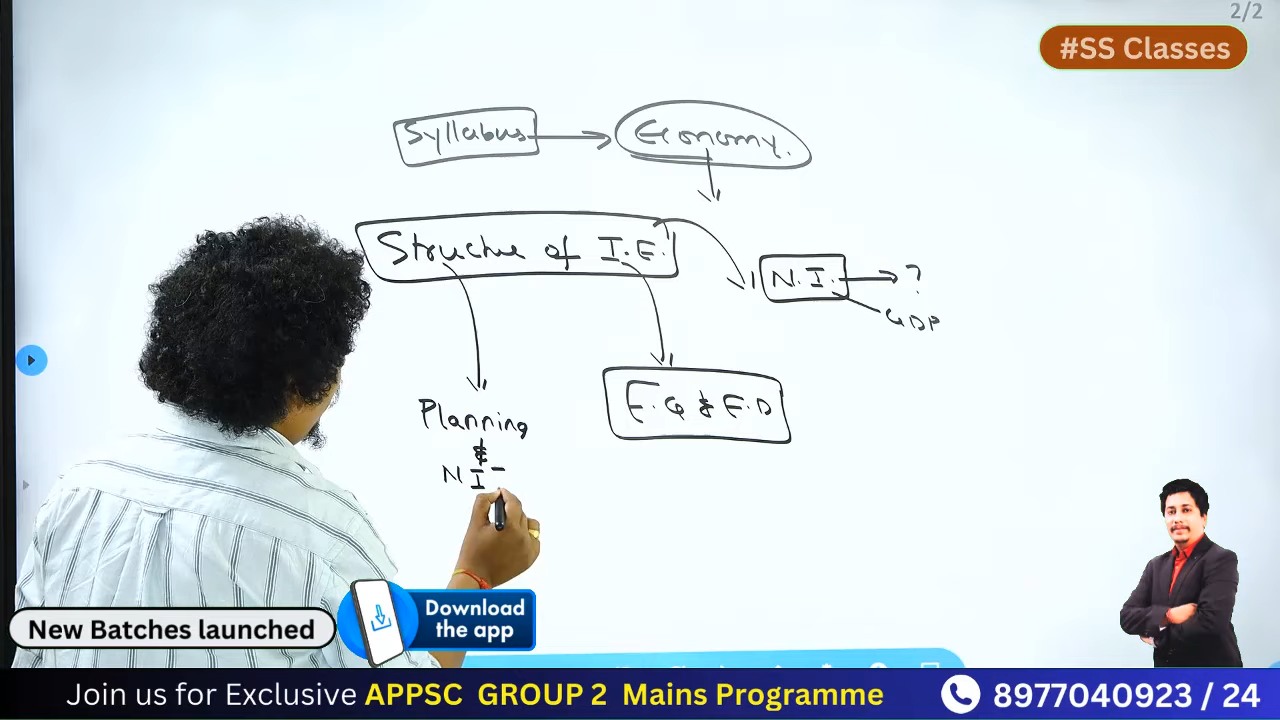 2/2
#SS Classes
Syllabus
Economy.
Structue of I.E.
N.I.
?
GDP
E.G & E.D
Planning
&
N I
New Batches launched
Download
the app
Join us for Exclusive APPSC GROUP 2 Mains Programme
8977040923 / 24